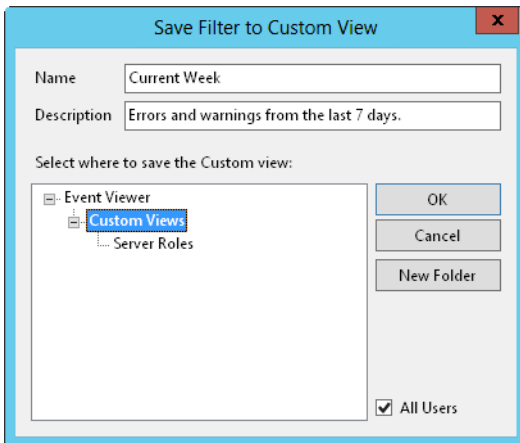 Save Filter to Custom View
x
Name Current Week
Description Errors and warnings from the last 7 days.
Select where to save the Custom view:
Event Viewer
Custom Views
Server Roles
OK
Cancel
New Folder
All Users